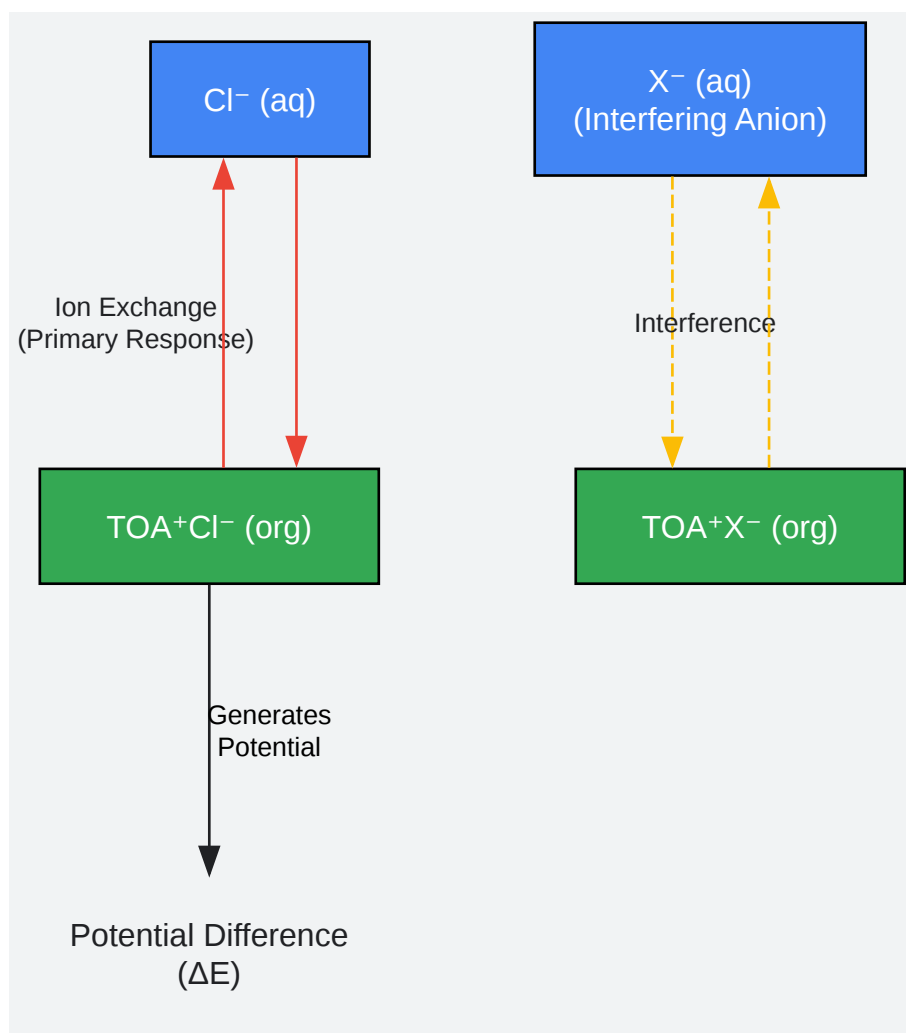 Cl⁻ (aq)
X⁻ (aq)
(Interfering Anion)
Ion Exchange
(Primary Response)
Interference
TOA⁺Cl⁻ (org)
TOA⁺X⁻ (org)
Generates
Potential
Potential Difference
(ΔE)